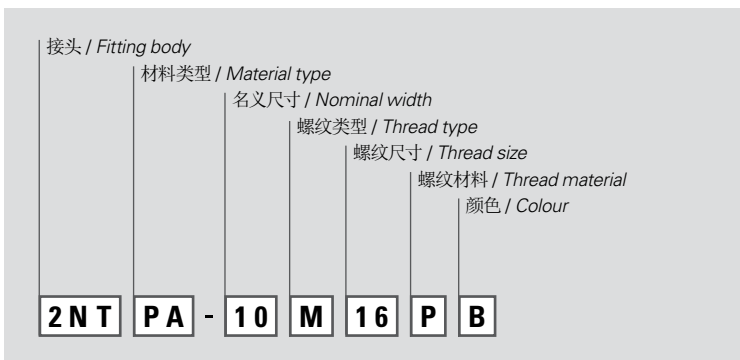 接头 / Fitting body
材料类型 / Material type
名义尺寸 / Nominal width
螺纹类型 / Thread type
螺纹尺寸 / Thread size
螺纹材料 / Thread material
颜色 / Colour
2NT PA - 10 M 16 P B